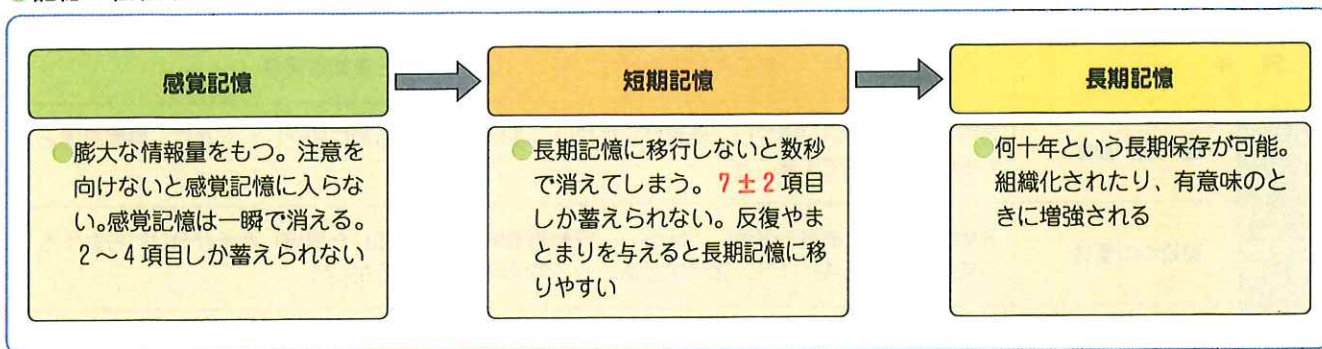 感覚記憶
●膨大な情報量をもつ。注意を
向けないと感覚記憶に入らな
い。感覚記憶は一瞬で消える。
2～4項目しか蓄えられない
短期記憶
●長期記憶に移行しないと数秒
で消えてしまう。7±2項目
しか蓄えられない。反復やま
とまりを与えると長期記憶に移
りやすい
長期記憶
●何十年という長期保存が可能。
組織化されたり、有意味のと
きに増強される